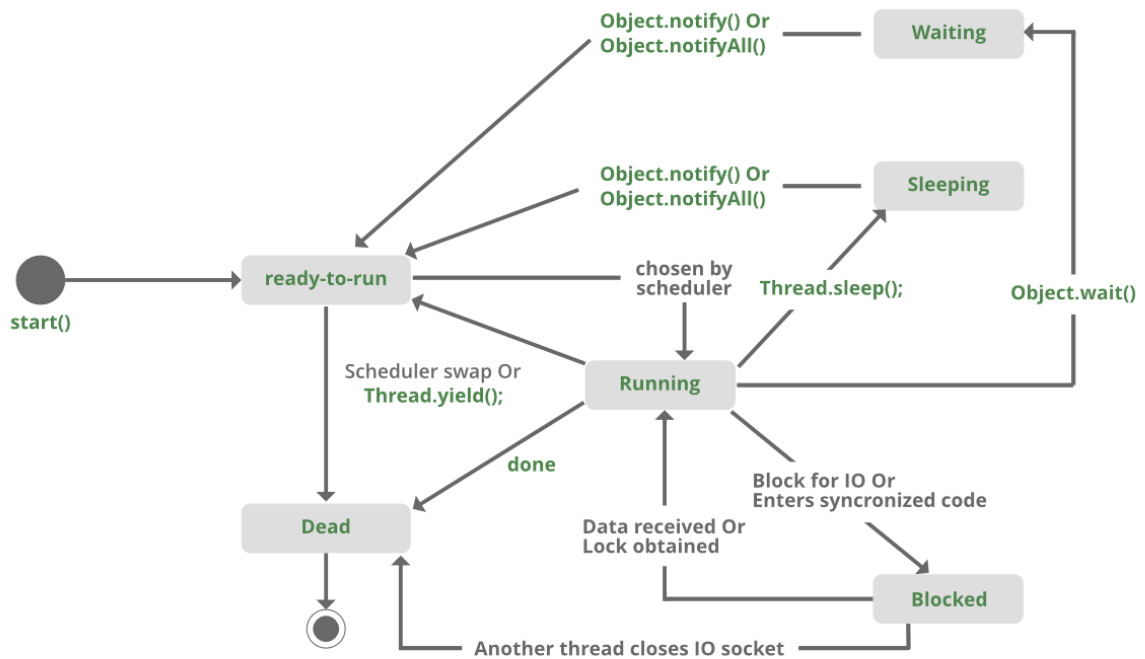 Object.notify() Or
Object.notifyAll()
Waiting
Object.notify() Or
Object.notifyAll()
Sleeping
ready-to-run
chosen by
scheduler
Thread.sleep();
Object.wait()
start()
Scheduler swap Or
Thread.yield();
Running
done
Block for IO Or
Enters syncronized code
Dead
Data received Or
Lock obtained
Blocked
Another thread closes IO socket